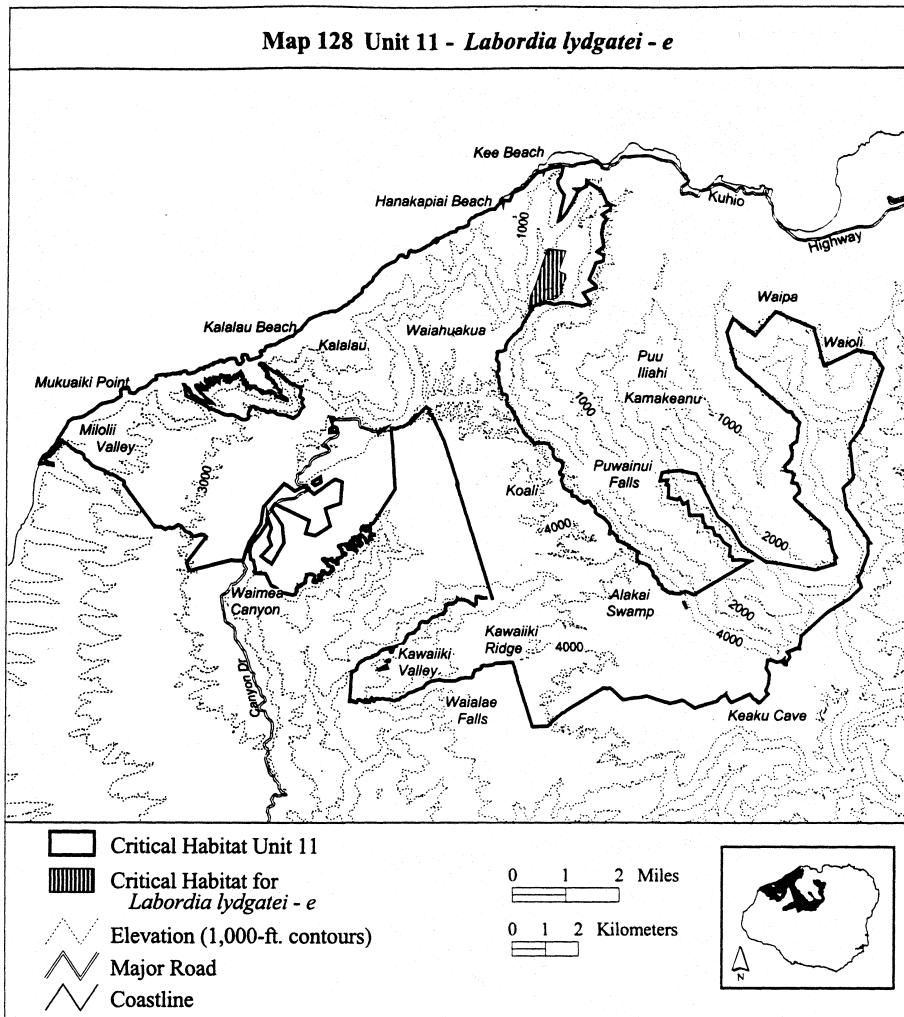 Map 128 Unit 11 - Labordia lydgatei - e
Kee Beach
Hanakapiai Beach
Kuhio
Highway
1000
Waipa
Kalalau Beach
Kalalau
Waiahuakua
Waioli
Puu
Iliahi
Mukuaiki Point
Kamakeanu
1000
1000
Milolii
Valley
3000
Puwainui
Falls
Koali
4000
2000
Waimea
Canyon
Alakai
Swamp
2000
4000
Kawaiiki
Ridge
4000
Kawaiiki
Valley
Canyon Dr
Waialae
Falls
Keaku Cave
Critical Habitat Unit 11
Critical Habitat for
Labordia lydgatei - e
Elevation (1,000-ft. contours)
Major Road
Coastline
0 1 2 Miles
0 1 2 Kilometers
N